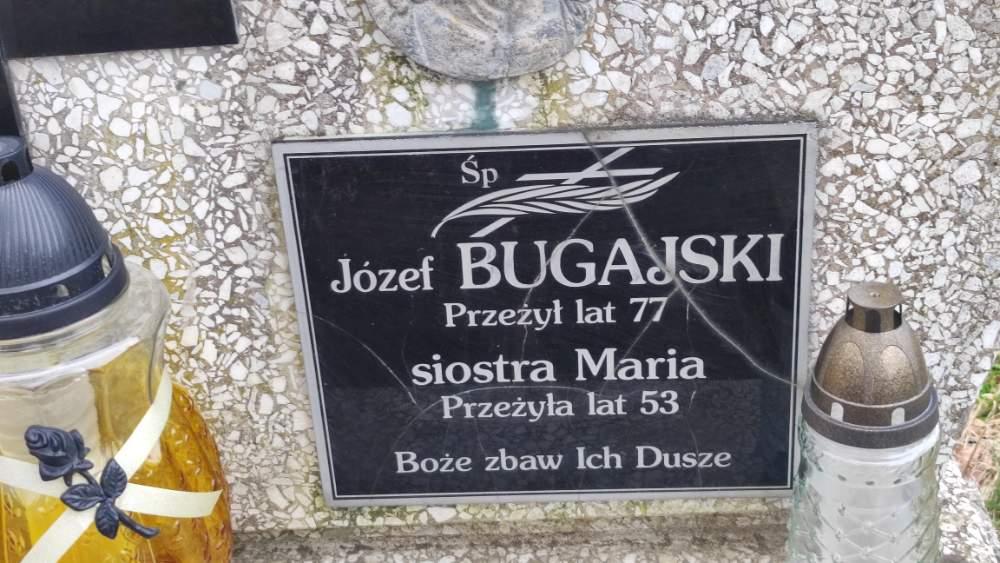 Śp
Józef BUGAJSKI
Przeżył lat 77
siostra Maria
Przeżyła lat 53
Boże zbaw Ich Dusze